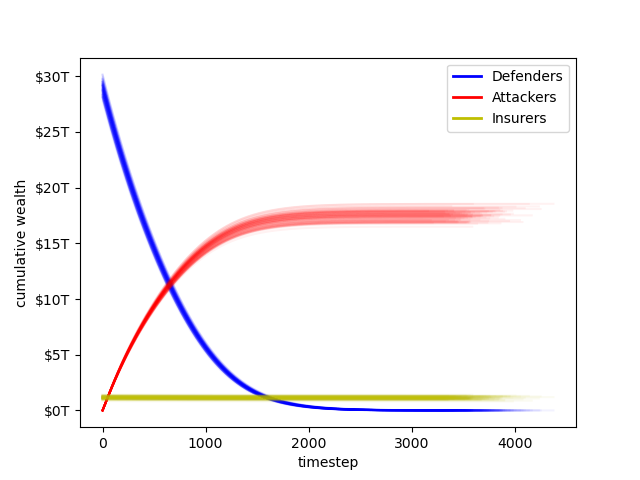 $30T
$25T
$20T
$15T
$10T
$5T
$0T
cumulative wealth
Defenders
Attackers
Insurers
0
1000
2000
3000
4000
timestep